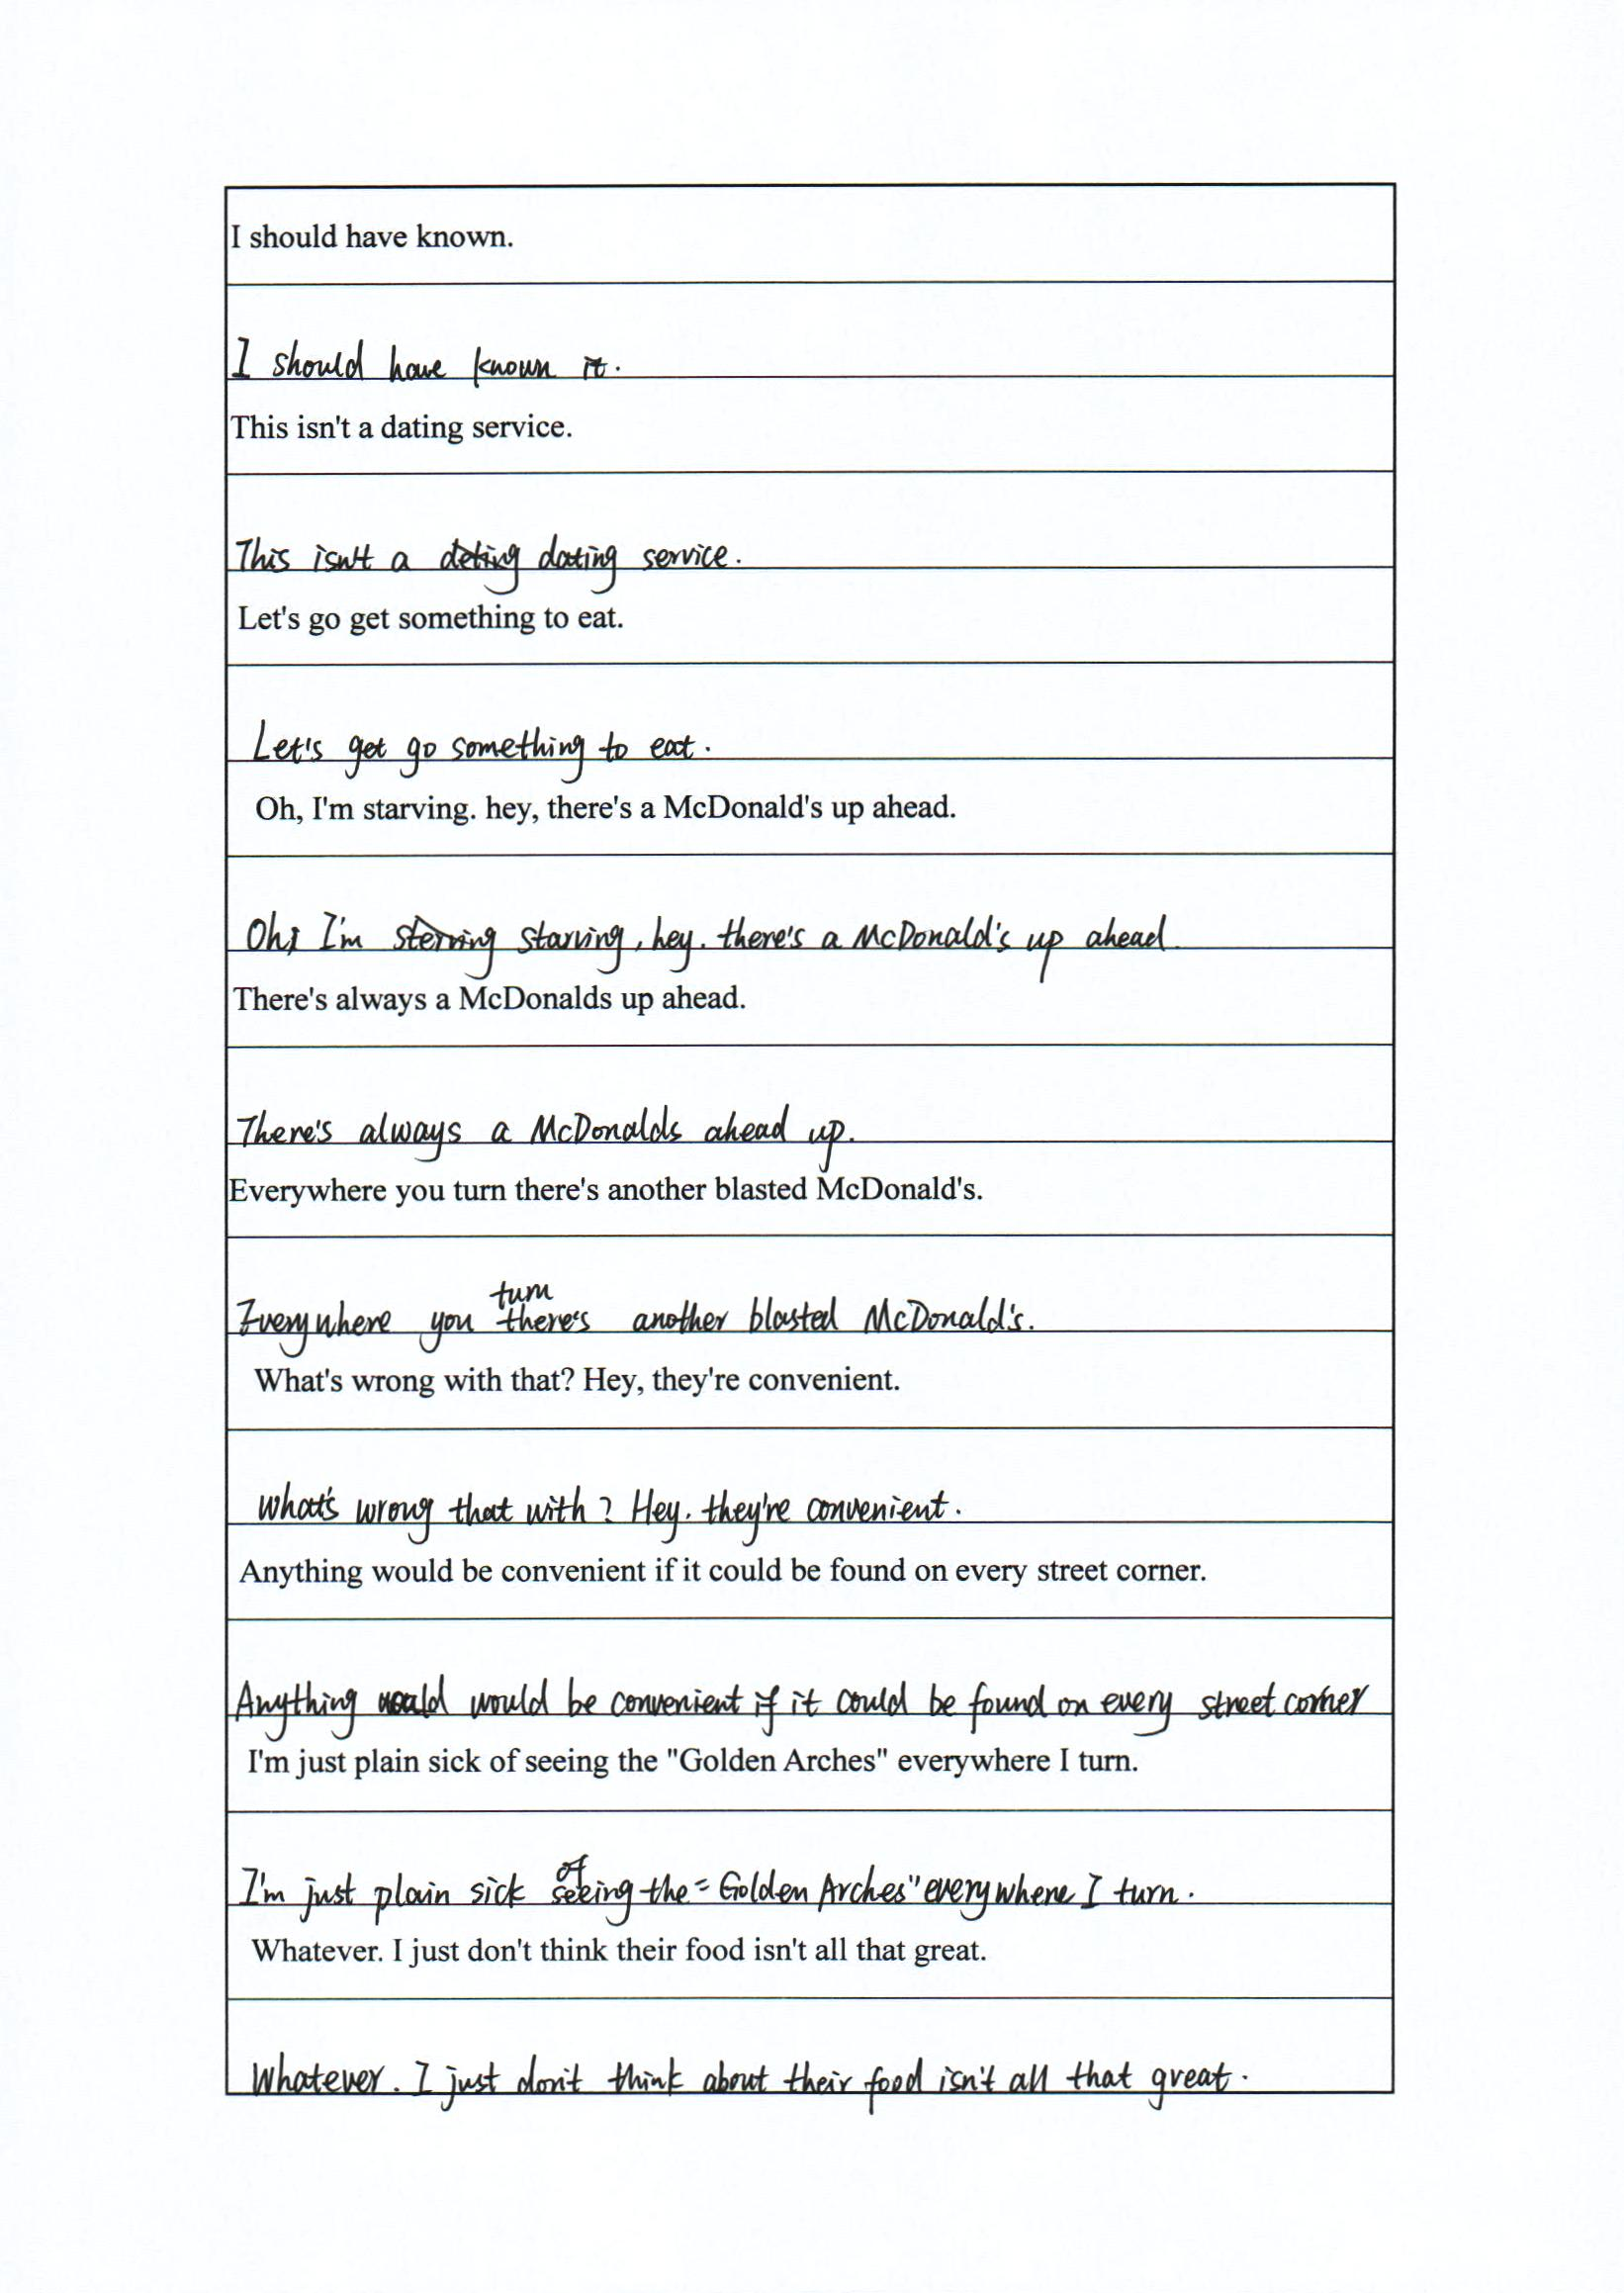 I should have known.
I should have known it.
This isn't a dating service.
This isn't a deting dating service.
Let's go get something to eat.
Let's get go something to eat.
Oh, I'm starving. hey, there's a McDonald's up ahead.
Oh, I'm sterving starving, hey. there's a McDonald's up ahead.
There's always a McDonalds up ahead.
There's always a McDonalds ahead up.
Everywhere you turn there's another blasted McDonald's.
Everywhere you turn there's another blasted McDonald's.
What's wrong with that? Hey, they're convenient.
What's wrong that with? Hey. they're convenient.
Anything would be convenient if it could be found on every street corner.
Anything would be convenient if it could be found on every street corner
I'm just plain sick of seeing the "Golden Arches" everywhere I turn.
I'm just plain sick of seeing the "Golden Arches" everywhere I turn.
Whatever. I just don't think their food isn't all that great.
Whatever. I just don't think about their food isn't all that great.